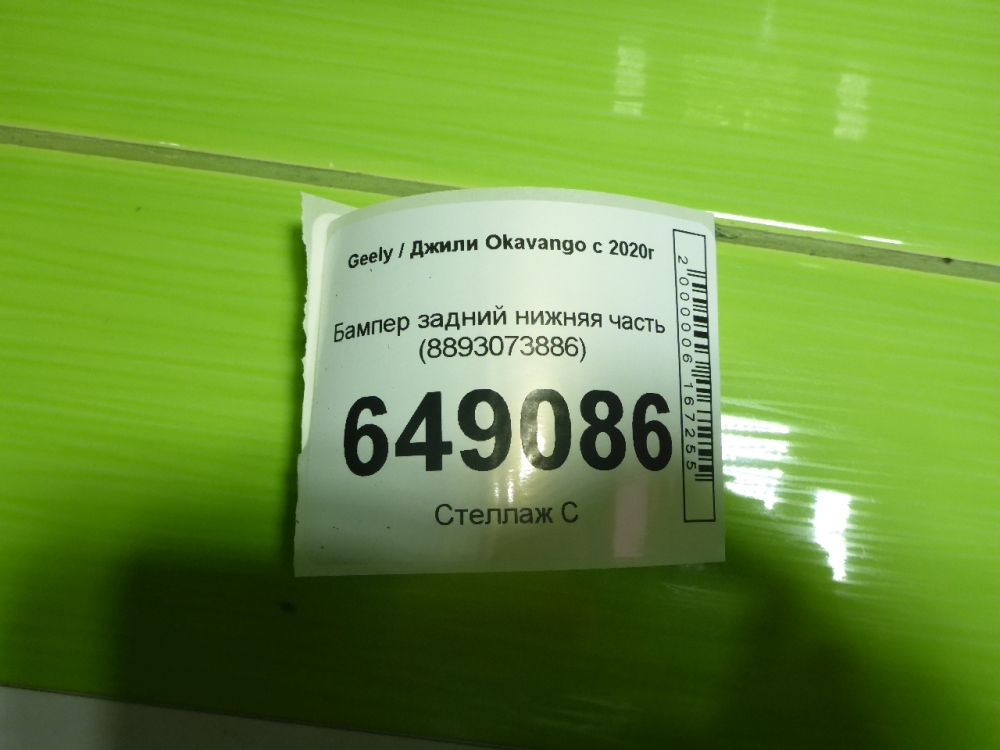 Geely / Джили Okavango с 2020г
Бампер задний нижняя часть
(8893073886)
649086
Стеллаж С
2000006167255